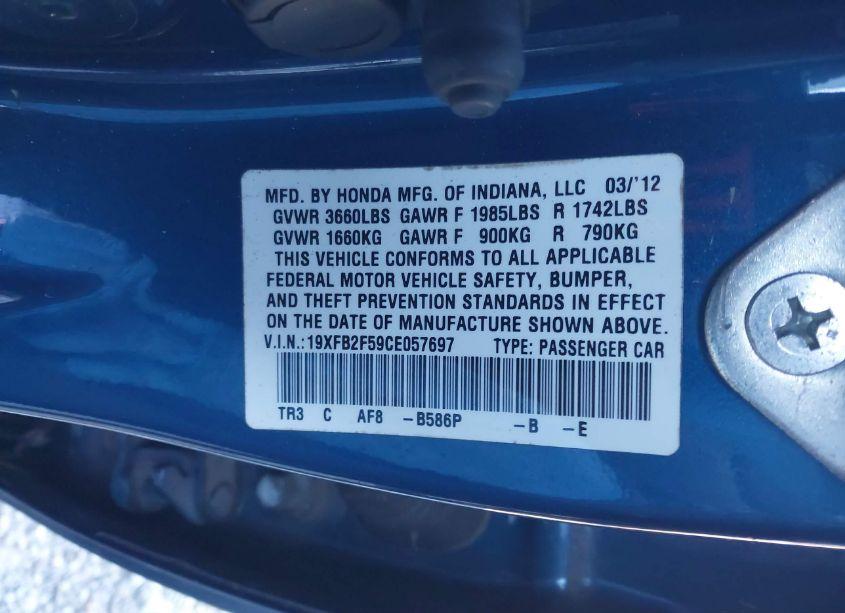 MFD. BY HONDA MFG. OF INDIANA, LLC 03/'12
GVWR 3660LBS GAWR F 1985LBS R 1742LBS
GVWR 1660KG GAWR F 900KG R 790KG
THIS VEHICLE CONFORMS TO ALL APPLICABLE
FEDERAL MOTOR VEHICLE SAFETY, BUMPER,
AND THEFT PREVENTION STANDARDS IN EFFECT
ON THE DATE OF MANUFACTURE SHOWN ABOVE.
V.I.N.:19XFB2F59CE057697 TYPE: PASSENGER CAR
TR3 C AF8 -B586P -B -E